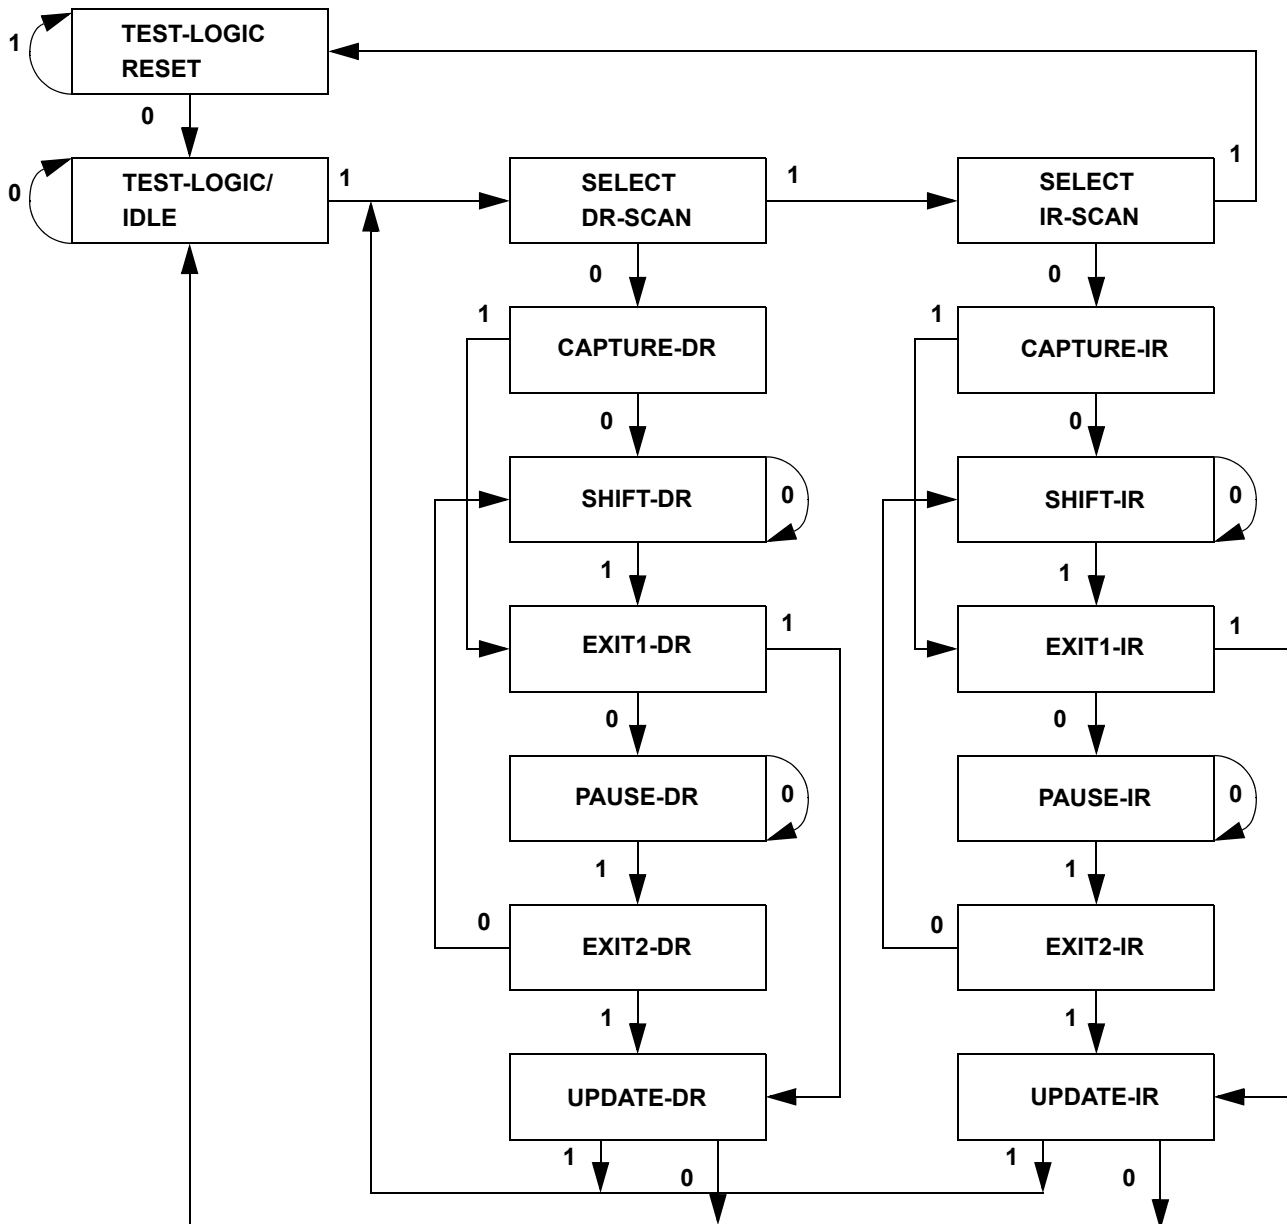 1
TEST-LOGIC
RESET
0
0
TEST-LOGIC/
IDLE
1
SELECT
DR-SCAN
1
SELECT
IR-SCAN
1
0
0
1
CAPTURE-DR
1
CAPTURE-IR
0
0
SHIFT-DR
0
SHIFT-IR
0
1
1
EXIT1-DR
1
EXIT1-IR
1
0
0
PAUSE-DR
0
PAUSE-IR
0
1
1
0
EXIT2-DR
0
EXIT2-IR
1
1
UPDATE-DR
UPDATE-IR
1
0
1
0